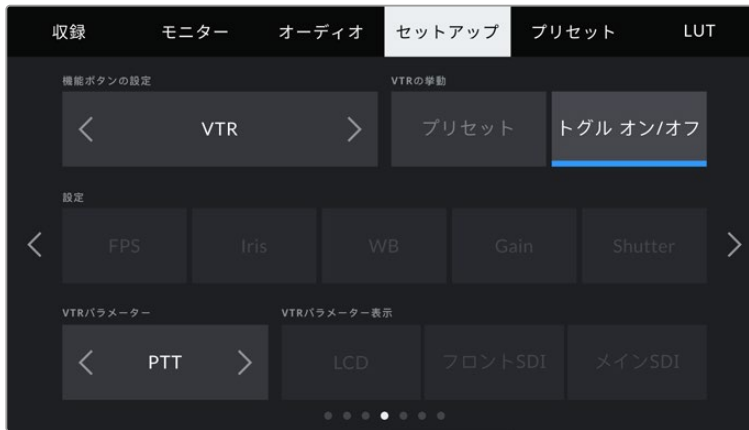 収録 モニター オーディオ セットアップ プリセット LUT
機能ボタンの設定 VTRの挙動
VTR プリセット トグル オン/オフ
設定
FPS Iris WB Gain Shutter
VTRパラメーター VTRパラメーター表示
PTT LCD フロントSDI メインSDI